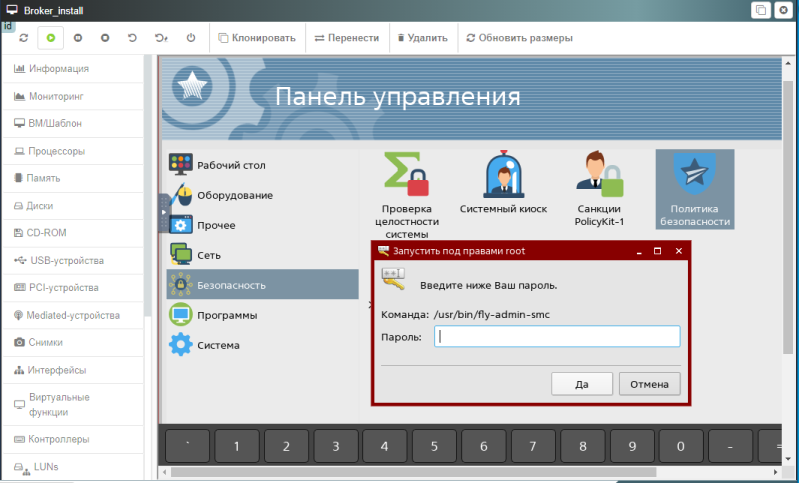 Broker_install
id
Клонировать
Перенести
Удалить
Обновить размеры
Информация
Мониторинг
ВМ/Шаблон
Процессоры
Память
Диски
CD-ROM
USB-устройства
PCI-устройства
Mediated-устройства
Снимки
Интерфейсы
Виртуальные
функции
Контроллеры
LUNs
Панель управления
Рабочий стол
Оборудование
Прочее
Сеть
Безопасность
Программы
Система
Проверка
целостности
системы
Системный киоск
Санкции
PolicyKit-1
Политика
безопасности
Запустить под правами root
Введите ниже Ваш пароль.
Команда: /usr/bin/fly-admin-smc
Пароль:
Да
Отмена
` 1 2 3 4 5 6 7 8 9 0 - =